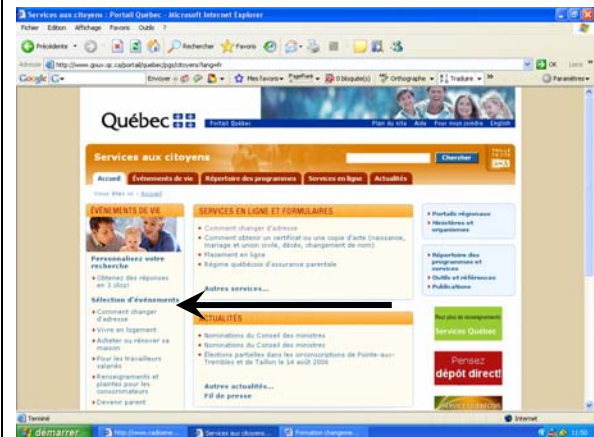 Services aux citoyens : Portail Québec - Microsoft Internet Explorer
Fichier Edition Affichage Favoris Outils ?
Précédente Rechercher Favoris
Adresse http://www.gouv.qc.ca/portail/quebec/pgs/citoyens?lang=fr OK Liens
Google Envoyer Mes favoris PageRank 0 bloquée(s) Orthographe Traduire Paramètres
Québec Portail Québec Plan du site Aide Pour nous joindre English
Services aux citoyens Chercher TAILLE TEXTE
Accueil Événements de vie Répertoire des programmes Services en ligne Actualités
Vous êtes ici : Accueil
ÉVÉNEMENTS DE VIE
Personnalisez votre
recherche
Obtenez des réponses
en 3 clics!
Sélection d'événements
Comment changer
d'adresse
Vivre en logement
Acheter ou rénover sa
maison
Pour les travailleurs
salariés
Renseignements et
plaintes pour les
consommateurs
Devenir parent
SERVICES EN LIGNE ET FORMULAIRES
Comment changer d'adresse
Comment obtenir un certificat ou une copie d'acte (naissance,
mariage et union civile, décès, changement de nom)
Placement en ligne
Régime québécois d'assurance parentale
Autres services...
ACTUALITÉS
Nominations du Conseil des ministres
Nominations du Conseil des ministres
Élections partielles dans les circonscriptions de Pointe-aux-
Trembles et de Taillon le 14 août 2006
Autres actualités...
Fil de presse
Portails régionaux
Ministères et
organismes
Répertoire des
programmes et
services
Outils et références
Publications
Pour plus de renseignements
Services Québec
Pensez
dépôt direct!
Terminé Internet
démarrer Services aux citoyens... Formation changeme... 11:50